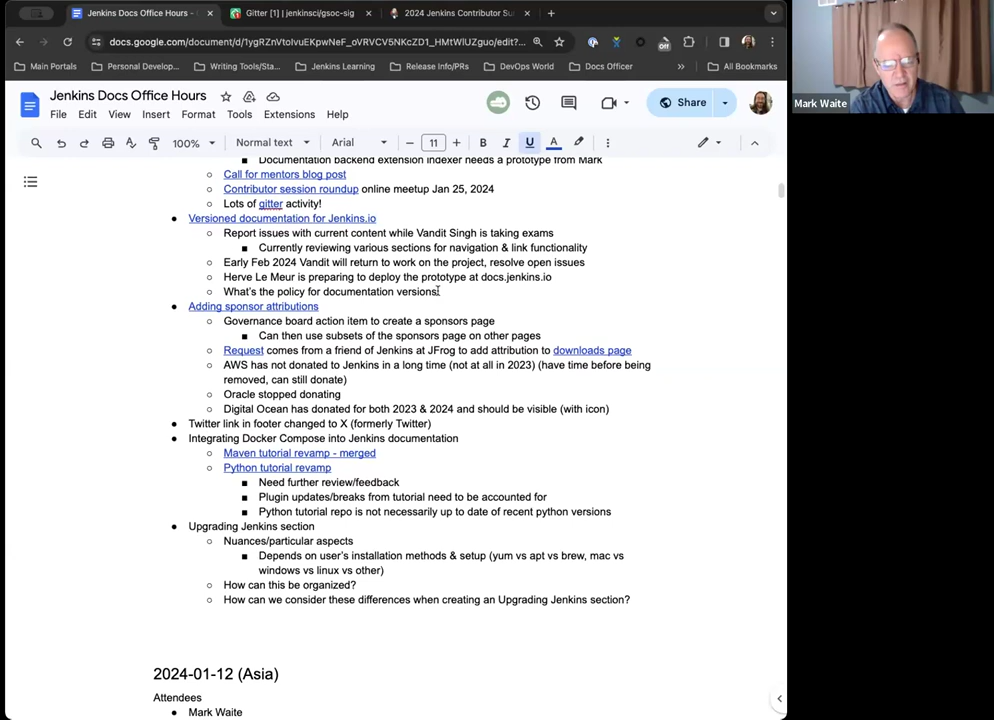 Jenkins Docs Office Hours -
Gitter [1] | jenkinsci/gsoc-sig
2024 Jenkins Contributor Su
docs.google.com/document/d/1ygRZnVtoIvuEKpwNeF_oVRVCV5NKcZD1_HMtWlUZguo/edit?...
Off
Main Portals
Personal Develop...
Writing Tools/Sta...
Jenkins Learning
Release Info/PRs
DevOps World
Docs Officer
All Bookmarks
Mark Waite
Jenkins Docs Office Hours
File Edit View Insert Format Tools Extensions Help
Share
100% Normal text Arial 11 B U A
Documentation backend extension indexer needs a prototype from Mark
Call for mentors blog post
Contributor session roundup online meetup Jan 25, 2024
Lots of gitter activity!
Versioned documentation for Jenkins.io
Report issues with current content while Vandit Singh is taking exams
Currently reviewing various sections for navigation & link functionality
Early Feb 2024 Vandit will return to work on the project, resolve open issues
Herve Le Meur is preparing to deploy the prototype at docs.jenkins.io
What's the policy for documentation versions
Adding sponsor attributions
Governance board action item to create a sponsors page
Can then use subsets of the sponsors page on other pages
Request comes from a friend of Jenkins at JFrog to add attribution to downloads page
AWS has not donated to Jenkins in a long time (not at all in 2023) (have time before being
removed, can still donate)
Oracle stopped donating
Digital Ocean has donated for both 2023 & 2024 and should be visible (with icon)
Twitter link in footer changed to X (formerly Twitter)
Integrating Docker Compose into Jenkins documentation
Maven tutorial revamp - merged
Python tutorial revamp
Need further review/feedback
Plugin updates/breaks from tutorial need to be accounted for
Python tutorial repo is not necessarily up to date of recent python versions
Upgrading Jenkins section
Nuances/particular aspects
Depends on user's installation methods & setup (yum vs apt vs brew, mac vs
windows vs linux vs other)
How can this be organized?
How can we consider these differences when creating an Upgrading Jenkins section?
2024-01-12 (Asia)
Attendees
Mark Waite